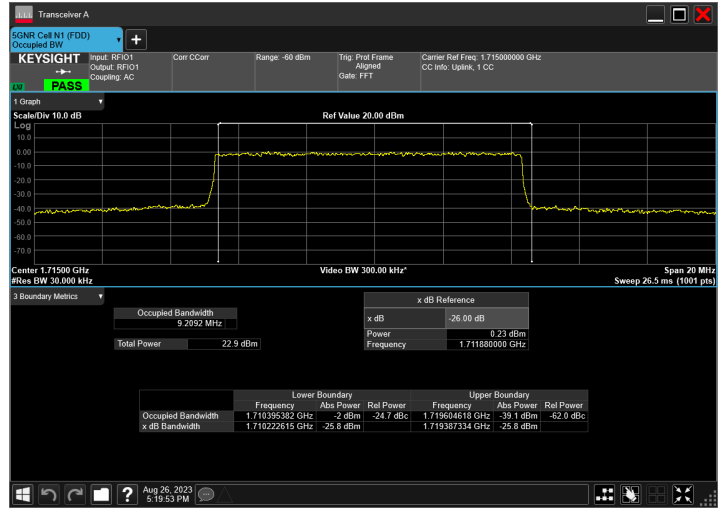 Transceiver A
5GNR Cell N1 (FDD)
Occupied BW
KEYSIGHT
Input: RFIO1
Output: RFIO1
Coupling: AC
Corr CCorr
Range: -60 dBm
Trig: Prot Frame
Aligned
Gate: FFT
Carrier Ref Freq: 1.715000000 GHz
CC Info: Uplink, 1 CC
LXI
PASS
1 Graph
Scale/Div 10.0 dB
Ref Value 20.00 dBm
Log
10.0
0.00
-10.0
-20.0
-30.0
-40.0
-50.0
-60.0
-70.0
Center 1.71500 GHz
Video BW 300.00 kHz*
Span 20 MHz
#Res BW 30.000 kHz
Sweep 26.5 ms (1001 pts)
3 Boundary Metrics
Occupied Bandwidth
9.2092 MHz
Total Power 22.9 dBm
x dB Reference
x dB -26.00 dB
Power 0.23 dBm
Frequency 1.711880000 GHz
Lower Boundary Upper Boundary
Frequency Abs Power Rel Power Frequency Abs Power Rel Power
Occupied Bandwidth 1.710395382 GHz -2 dBm -24.7 dBc 1.719604618 GHz -39.1 dBm -62.0 dBc
x dB Bandwidth 1.710222615 GHz -25.8 dBm 1.719387334 GHz -25.8 dBm
Aug 26, 2023
5:19:53 PM